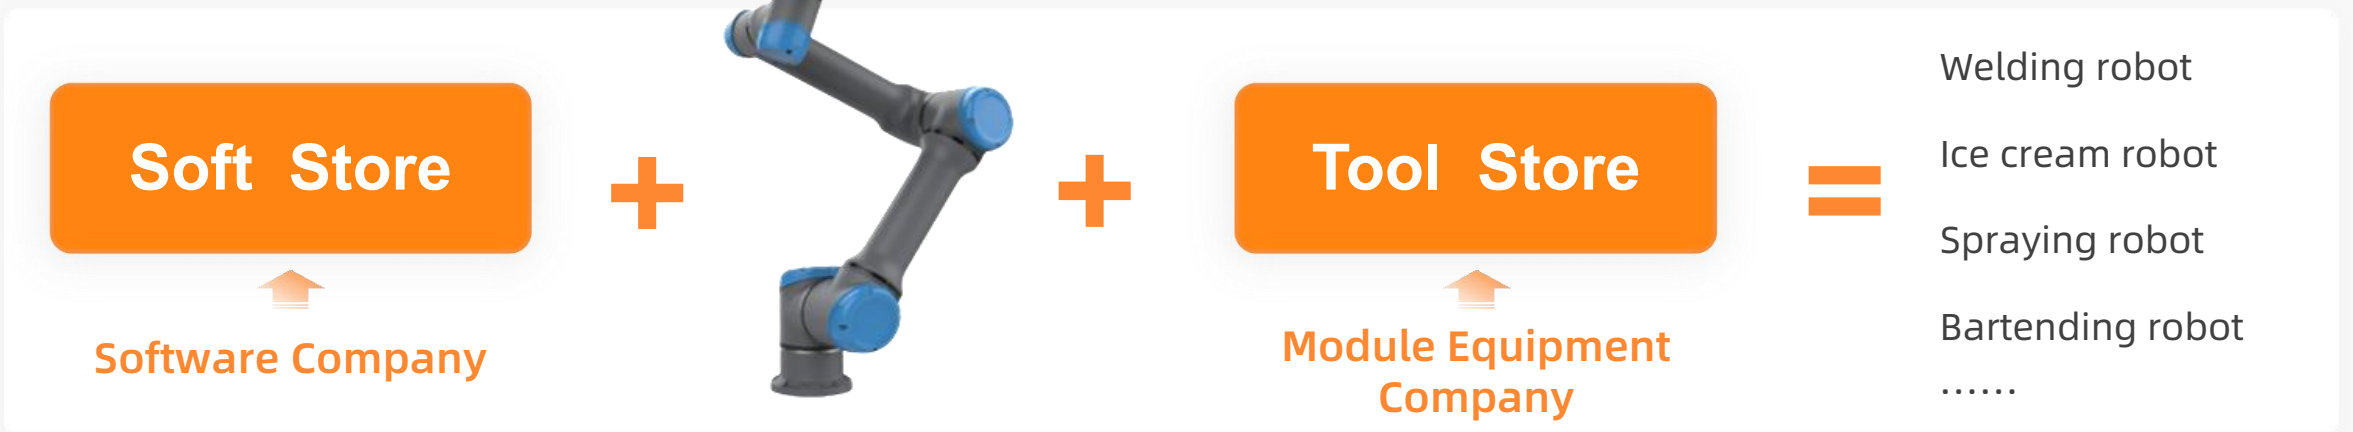 Soft Store
Software Company
+
+
Tool Store
Module Equipment
Company
=
Welding robot
Ice cream robot
Spraying robot
Bartending robot
······